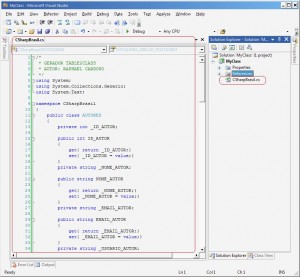 MyClass - Microsoft Visual Studio
File Edit View Refactor Project Build Debug Data Tools Test Analyze Window Help
Debug Any CPU
CSharpBrasil.cs
/*
* GERADOR TABLES2CLASS
* AUTOR: RAPHAEL CARDOSO
*/
using System;
using System.Collections.Generic;
using System.Text;
namespace CSharpBrasil
{
public class AUTORES
{
private int _ID_AUTOR;
public int ID_AUTOR
{
get{ return _ID_AUTOR;}
set{ _ID_AUTOR = value;}
}
private string _NOME_AUTOR;
public string NOME_AUTOR
{
get{ return _NOME_AUTOR;}
set{ _NOME_AUTOR = value;}
}
private string _EMAIL_AUTOR;
public string EMAIL_AUTOR
{
get{ return _EMAIL_AUTOR;}
set{ _EMAIL_AUTOR = value;}
}
private string _USUARIO_AUTOR;
Solution Explorer - Solution 'MyClass'
Solution 'MyClass' (1 project)
MyClass
Properties
References
CSharpBrasil.cs
Solution Explorer
Class View
Error List
Output
Ln 1
Col 1
Ch 1
INS